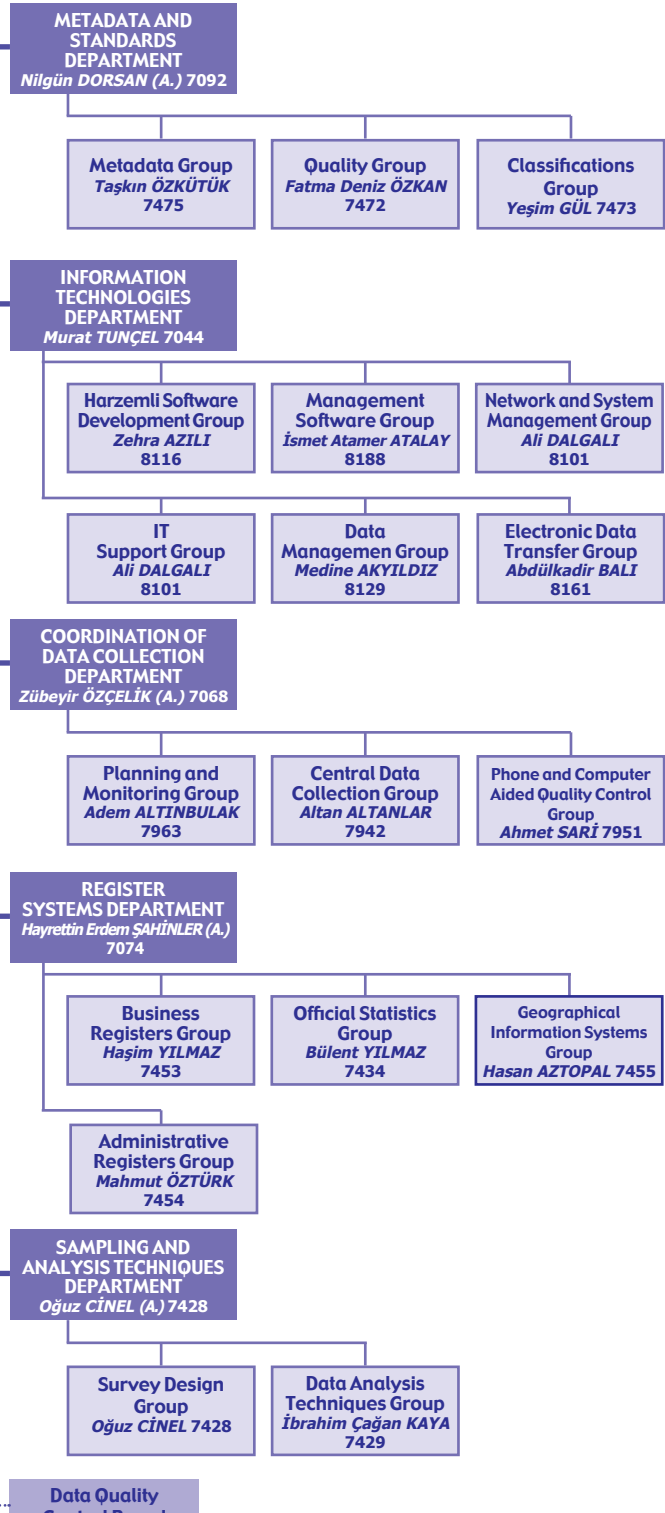 METADATA AND
STANDARDS
DEPARTMENT
Nilgün DORSAN (A.) 7092
Metadata Group
Taşkın ÖZKÜTÜK
7475
Quality Group
Fatma Deniz ÖZKAN
7472
Classifications
Group
Yeşim GÜL 7473
INFORMATION
TECHNOLOGIES
DEPARTMENT
Murat TUNÇEL 7044
Harzemli Software
Development Group
Zehra AZILI
8116
Management
Software Group
İsmet Atamer ATALAY
8188
Network and System
Management Group
Ali DALGALI
8101
IT
Support Group
Ali DALGALI
8101
Data
Managemen Group
Medine AKYILDIZ
8129
Electronic Data
Transfer Group
Abdülkadir BALI
8161
COORDINATION OF
DATA COLLECTION
DEPARTMENT
Zübeyir ÖZÇELİK (A.) 7068
Planning and
Monitoring Group
Adem ALTINBULAK
7963
Central Data
Collection Group
Altan ALTANLAR
7942
Phone and Computer
Aided Quality Control
Group
Ahmet SARİ 7951
REGISTER
SYSTEMS DEPARTMENT
Hayrettin Erdem ŞAHİNLER (A.)
7074
Business
Registers Group
Haşim YILMAZ
7453
Official Statistics
Group
Bülent YILMAZ
7434
Geographical
Information Systems
Group
Hasan AZTOPAL 7455
Administrative
Registers Group
Mahmut ÖZTÜRK
7454
SAMPLING AND
ANALYSIS TECHNIQUES
DEPARTMENT
Oğuz CİNEL (A.) 7428
Survey Design
Group
Oğuz CİNEL 7428
Data Analysis
Techniques Group
İbrahim Çağan KAYA
7429
Data Quality